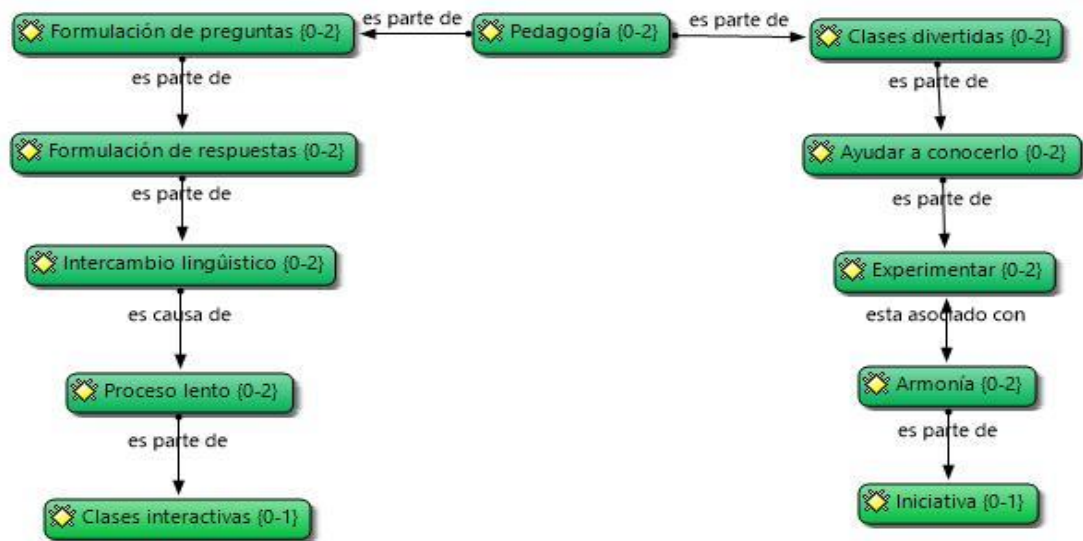 Formulación de preguntas {0-2}
es parte de
Pedagogía {0-2}
es parte de
Clases divertidas {0-2}
es parte de
es parte de
Formulación de respuestas {0-2}
Ayudar a conocerlo {0-2}
es parte de
es parte de
Intercambio lingûistico {0-2}
Experimentar {0-2}
es causa de
esta asociado con
Proceso lento {0-2}
Armonía {0-2}
es parte de
es parte de
Clases interactivas {0-1}
Iniciativa {0-1}